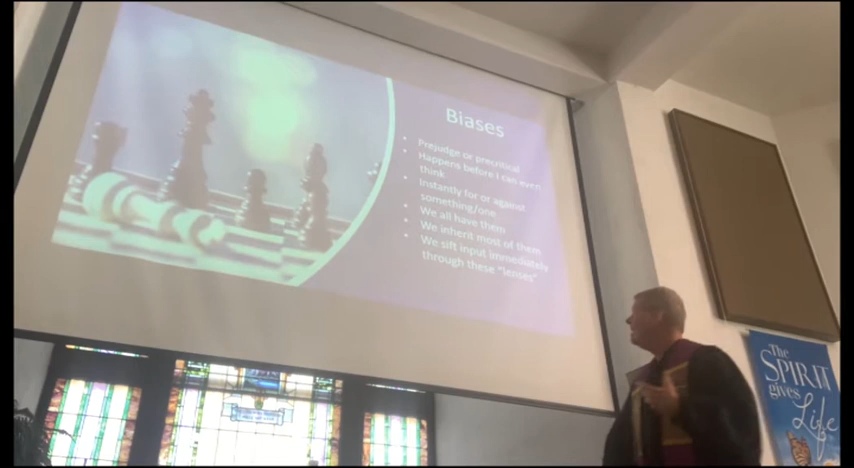 Biases
• Prejudge or precritical
• Happens before I can even
think
• Instantly for or against
something/one
• We all have them
• We inherit most of them
• We sift input immediately
through these "lenses"
The
SPIRIT
gives
Life